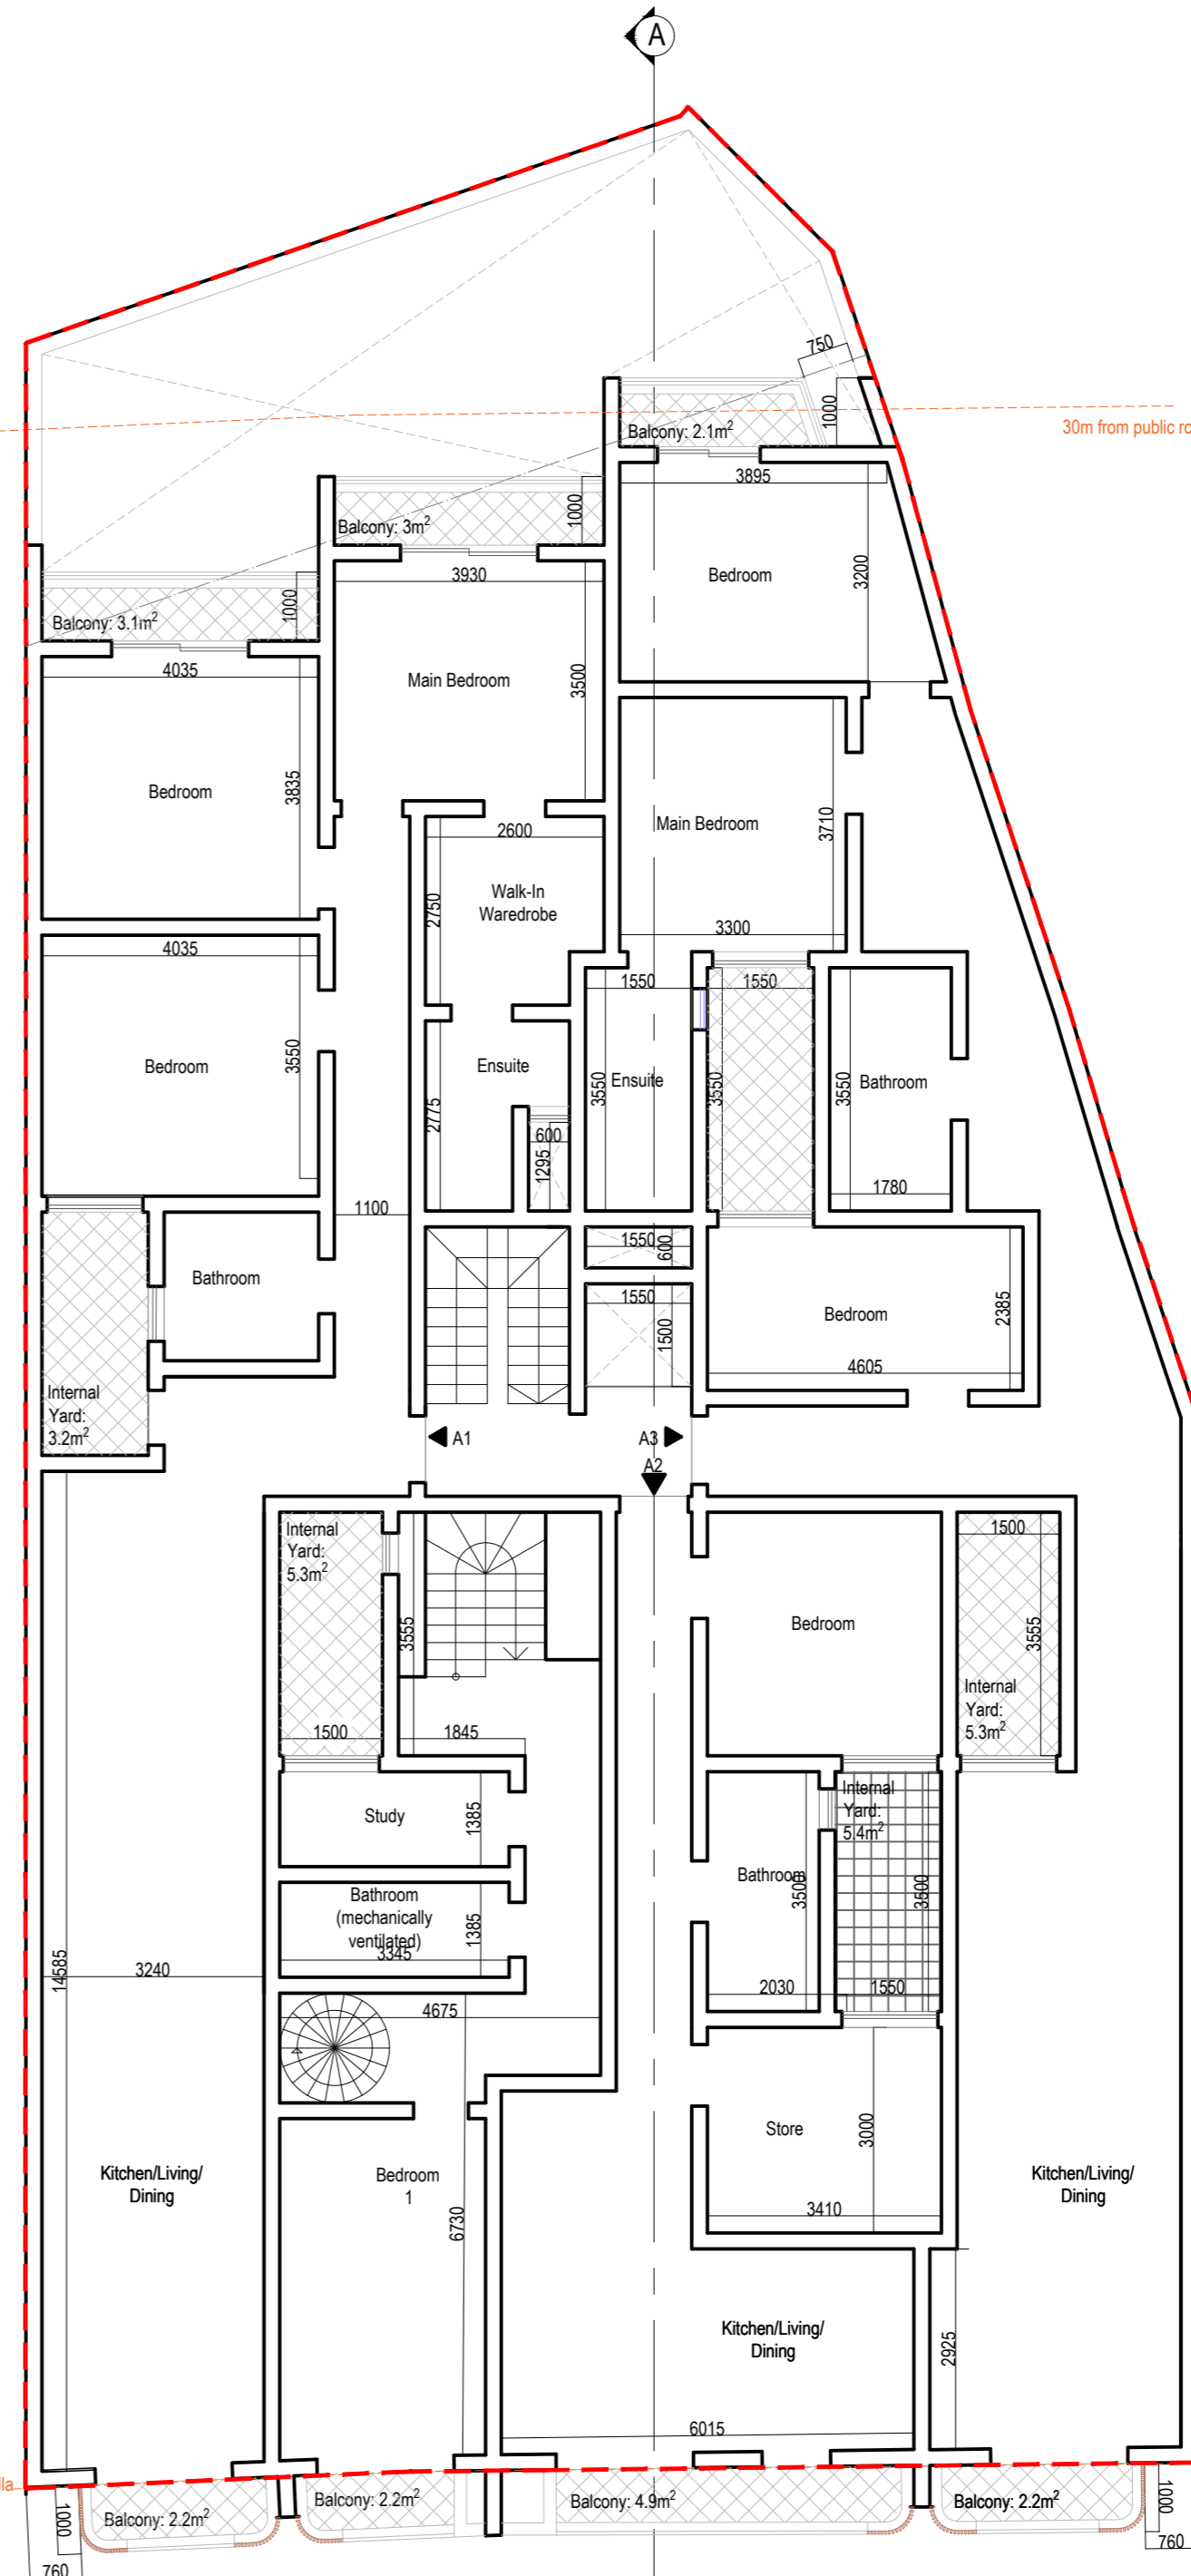 A
750
1000
Balcony: 2.1m²
30m from public ro
3895
1000
Balcony: 3m²
3930
Bedroom
3200
1000
Balcony: 3.1m²
4035
Main Bedroom
3500
Bedroom
3835
2600
Main Bedroom
3710
Walk-In
Waredrobe
2750
3300
4035
1550
1550
Bedroom
3550
Ensuite
2775
Ensuite
3550
3550
Bathroom
3550
600
1295
1780
1100
1550
600
Bathroom
1550
1500
Bedroom
2385
4605
Internal
Yard:
3.2m²
A1
A3
A2
Internal
Yard:
5.3m²
1500
3555
Bedroom
3555
Internal
Yard:
5.3m²
1500
1845
Study
1385
Internal
Yard:
5.4m²
Bathroom
3500
3500
Bathroom
(mechanically
ventilated)
1385
3345
14585
3240
2030
1550
4675
Store
3000
Kitchen/Living/
Dining
Bedroom
1
6730
3410
Kitchen/Living/
Dining
Kitchen/Living/
Dining
2925
6015
lla
1000
Balcony: 2.2m²
Balcony: 2.2m²
Balcony: 4.9m²
Balcony: 2.2m²
1000
760
760